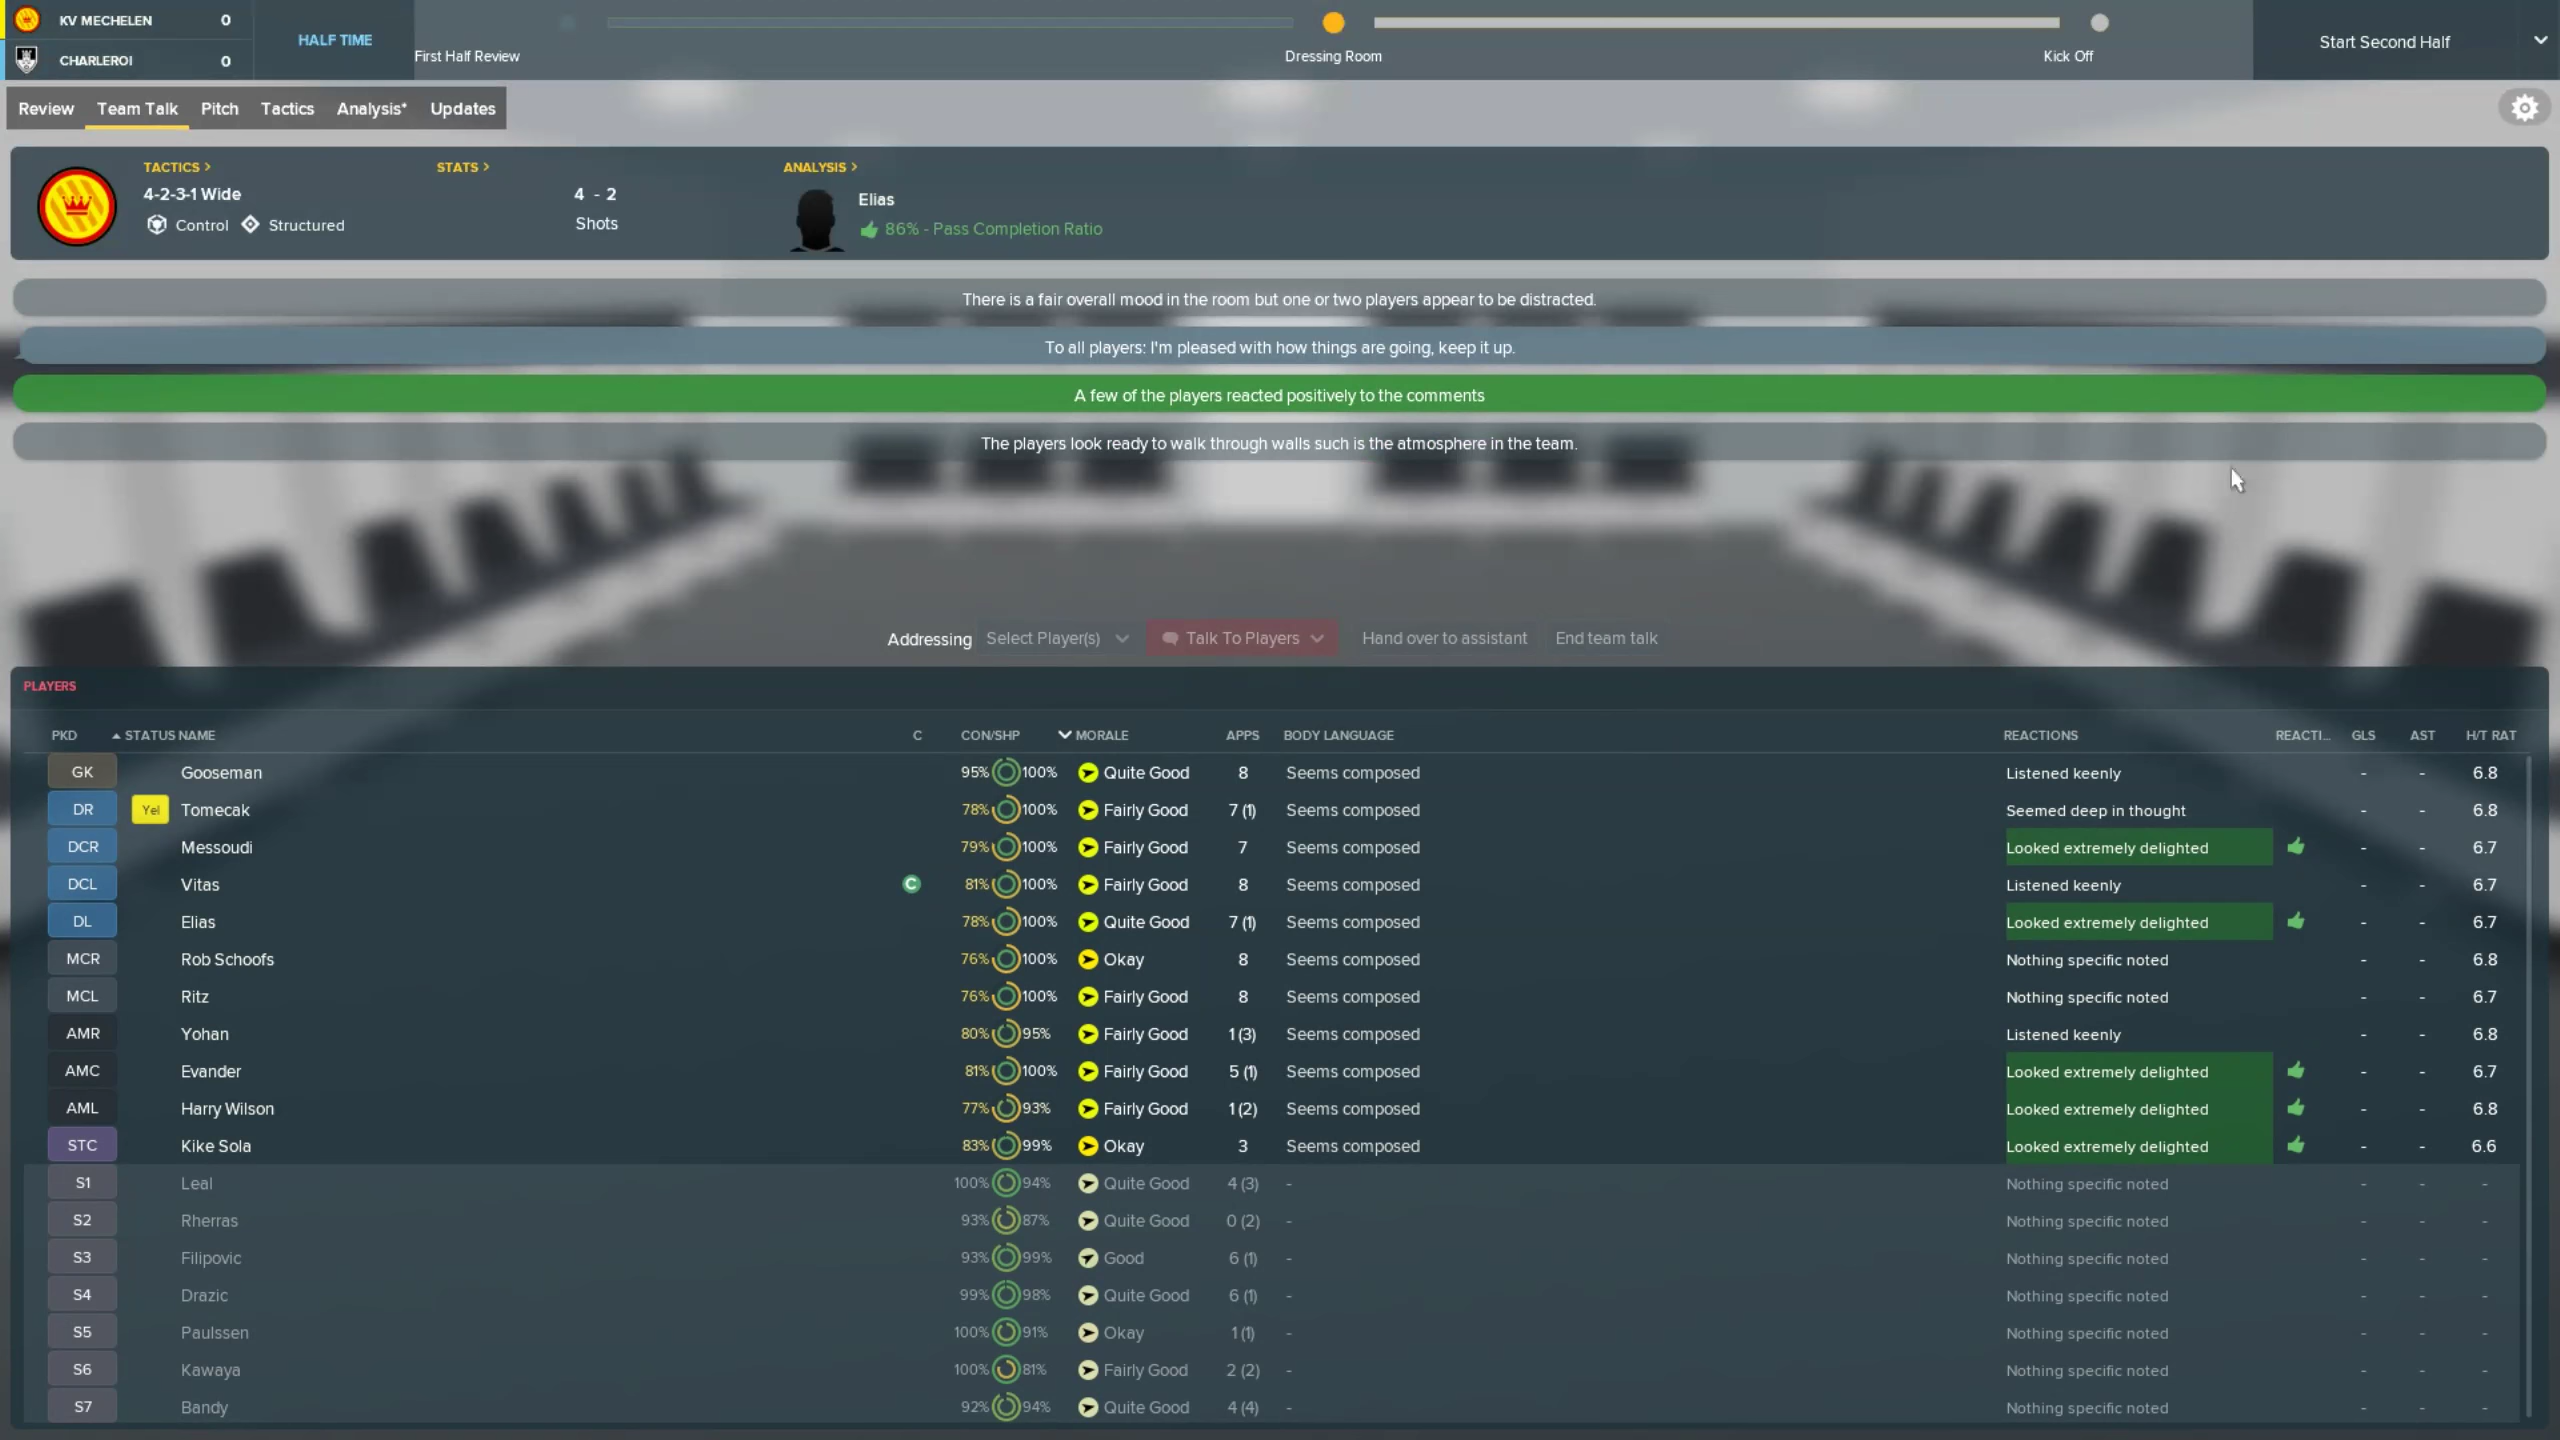 KV MECHELEN 0
CHARLEROI 0
HALF TIME
First Half Review
Dressing Room
Kick Off
Start Second Half
Review Team Talk Pitch Tactics Analysis* Updates
TACTICS >
4-2-3-1 Wide
Control Structured
STATS >
4 - 2
Shots
ANALYSIS >
Elias
86% - Pass Completion Ratio
There is a fair overall mood in the room but one or two players appear to be distracted.
To all players: I'm pleased with how things are going, keep it up.
A few of the players reacted positively to the comments
The players look ready to walk through walls such is the atmosphere in the team.
Addressing Select Player(s) Talk To Players Hand over to assistant End team talk
PLAYERS
PKD STATUS NAME C CON/SHP MORALE APPS BODY LANGUAGE REACTIONS REACTI... GLS AST H/T RAT
GK Gooseman 95% 100% Quite Good 8 Seems composed Listened keenly - - 6.8
DR Yel Tomecak 78% 100% Fairly Good 7 (1) Seems composed Seemed deep in thought - - 6.8
DCR Messoudi 79% 100% Fairly Good 7 Seems composed Looked extremely delighted - - 6.7
DCL Vitas C 81% 100% Fairly Good 8 Seems composed Listened keenly - - 6.7
DL Elias 78% 100% Quite Good 7 (1) Seems composed Looked extremely delighted - - 6.7
MCR Rob Schoofs 76% 100% Okay 8 Seems composed Nothing specific noted - - 6.8
MCL Ritz 76% 100% Fairly Good 8 Seems composed Nothing specific noted - - 6.7
AMR Yohan 80% 95% Fairly Good 1 (3) Seems composed Listened keenly - - 6.8
AMC Evander 81% 100% Fairly Good 5 (1) Seems composed Looked extremely delighted - - 6.7
AML Harry Wilson 77% 93% Fairly Good 1 (2) Seems composed Looked extremely delighted - - 6.8
STC Kike Sola 83% 99% Okay 3 Seems composed Looked extremely delighted - - 6.6
S1 Leal 100% 94% Quite Good 4 (3) - Nothing specific noted - - -
S2 Rherras 93% 87% Quite Good 0 (2) - Nothing specific noted - - -
S3 Filipovic 93% 99% Good 6 (1) - Nothing specific noted - - -
S4 Drazic 99% 98% Quite Good 6 (1) - Nothing specific noted - - -
S5 Paulssen 100% 91% Okay 1 (1) - Nothing specific noted - - -
S6 Kawaya 100% 81% Fairly Good 2 (2) - Nothing specific noted - - -
S7 Bandy 92% 94% Quite Good 4 (4) - Nothing specific noted - - -